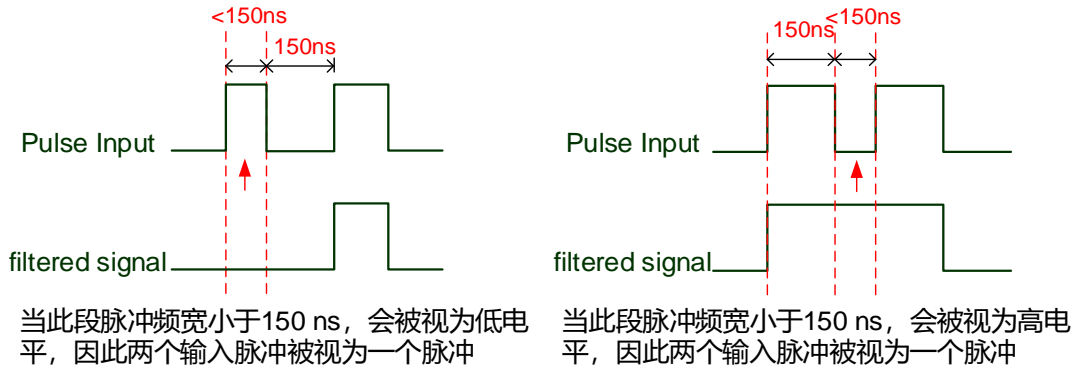 <150ns
150ns
Pulse Input
filtered signal
当此段脉冲频宽小于150 ns，会被视为低电
平，因此两个输入脉冲被视为一个脉冲
<150ns
150ns
Pulse Input
filtered signal
当此段脉冲频宽小于150 ns，会被视为高电
平，因此两个输入脉冲被视为一个脉冲